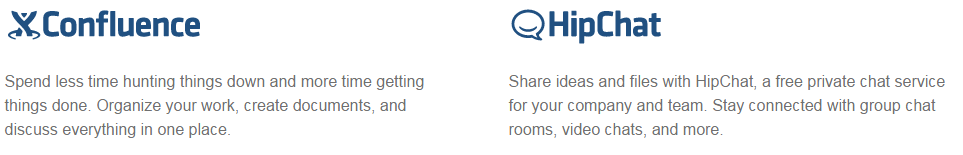 Confluence
Spend less time hunting things down and more time getting
things done. Organize your work, create documents, and
discuss everything in one place.
HipChat
Share ideas and files with HipChat, a free private chat service
for your company and team. Stay connected with group chat
rooms, video chats, and more.